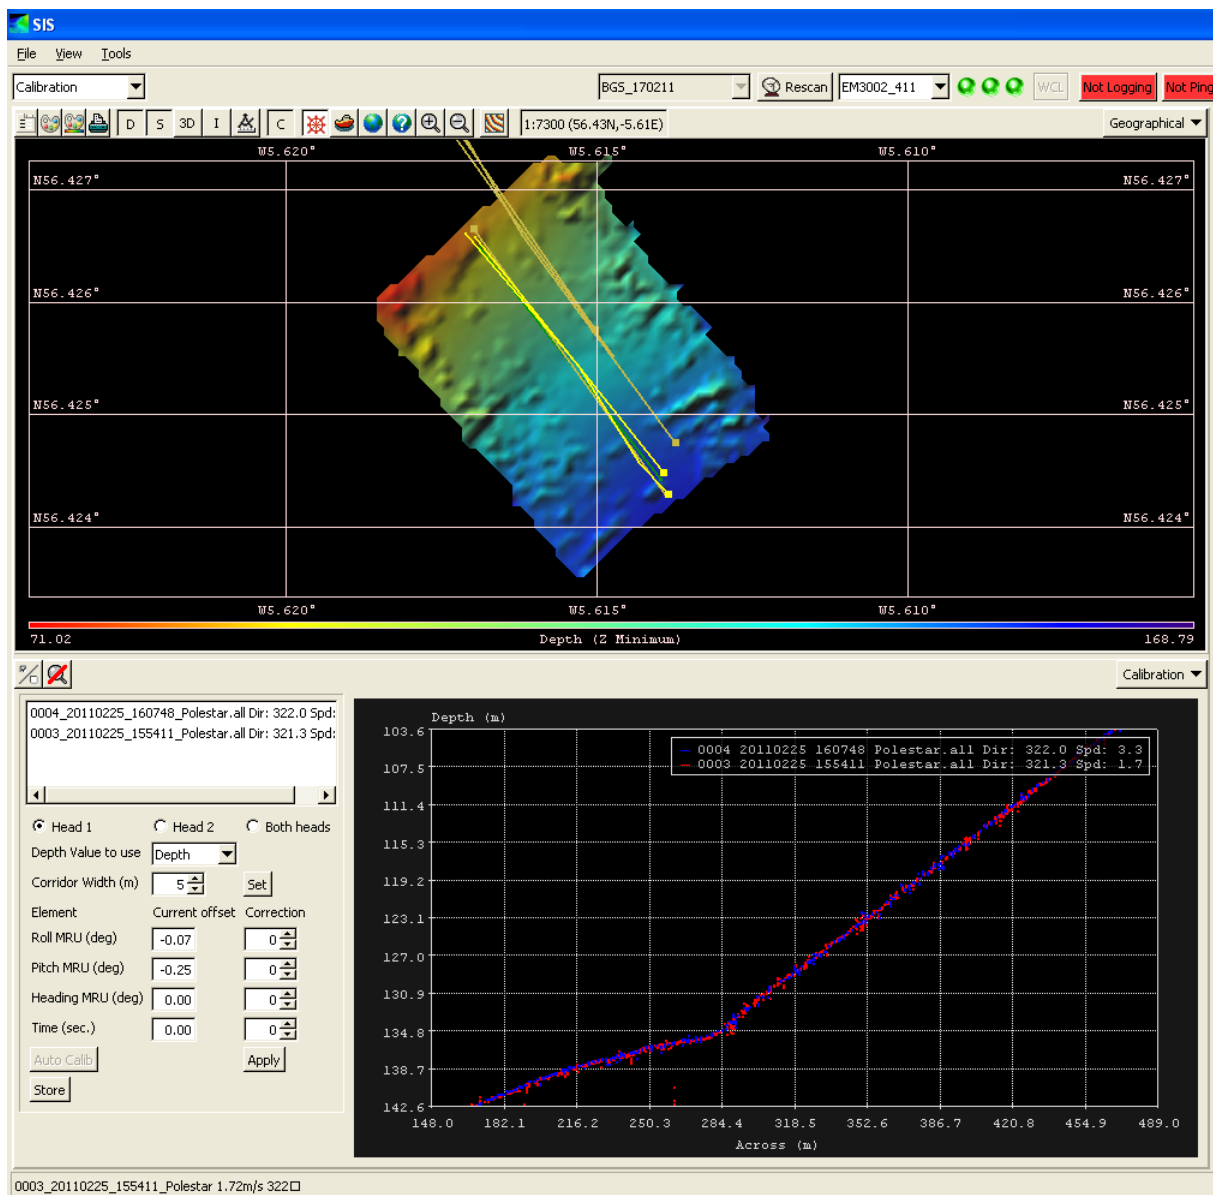 SIS
File View Tools
Calibration BGS_170211 Rescan EM3002_411 WCL Not Logging Not Ping
D S 3D I C 1:7300 (56.43N,-5.61E) Geographical
W5.620° W5.615° W5.610°
N56.427° N56.427°
N56.426° N56.426°
N56.425° N56.425°
N56.424° N56.424°
W5.620° W5.615° W5.610°
71.02 Depth (Z Minimum) 168.79
Calibration
0004_20110225_160748_Polestar.all Dir: 322.0 Spd:
0003_20110225_155411_Polestar.all Dir: 321.3 Spd:
Head 1 Head 2 Both heads
Depth Value to use Depth
Corridor Width (m) 5 Set
Element Current offset Correction
Roll MRU (deg) -0.07 0
Pitch MRU (deg) -0.25 0
Heading MRU (deg) 0.00 0
Time (sec.) 0.00 0
Auto Calib Apply
Store
Depth (m)
103.6
0004 20110225 160748 Polestar.all Dir: 322.0 Spd: 3.3
0003 20110225 155411 Polestar.all Dir: 321.3 Spd: 1.7
107.5
111.4
115.3
119.2
123.1
127.0
130.9
134.8
138.7
142.6
148.0 182.1 216.2 250.3 284.4 318.5 352.6 386.7 420.8 454.9 489.0
Across (m)
0003_20110225_155411_Polestar 1.72m/s 322□